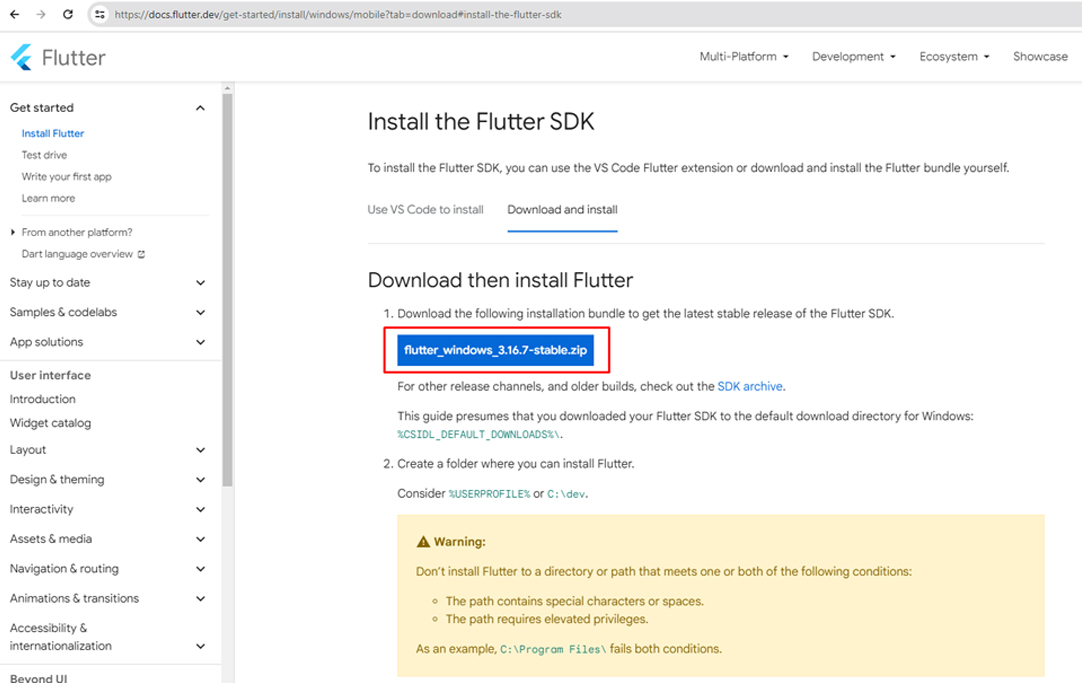 https://docs.flutter.dev/get-started/install/windows/mobile?tab=download#install-the-flutter-sdk
Flutter
Multi-Platform
Development
Ecosystem
Showcase
Get started
Install Flutter
Test drive
Write your first app
Learn more
From another platform?
Dart language overview
Stay up to date
Samples & codelabs
App solutions
User interface
Introduction
Widget catalog
Layout
Design & theming
Interactivity
Assets & media
Navigation & routing
Animations & transitions
Accessibility &
internationalization
Beyond UI
Install the Flutter SDK
To install the Flutter SDK, you can use the VS Code Flutter extension or download and install the Flutter bundle yourself.
Use VS Code to install
Download and install
Download then install Flutter
1. Download the following installation bundle to get the latest stable release of the Flutter SDK.
flutter_windows_3.16.7-stable.zip
For other release channels, and older builds, check out the SDK archive.
This guide presumes that you downloaded your Flutter SDK to the default download directory for Windows:
%CSIDL_DEFAULT_DOWNLOADS%\.
2. Create a folder where you can install Flutter.
Consider %USERPROFILE% or C:\dev.
Warning:
Don't install Flutter to a directory or path that meets one or both of the following conditions:
The path contains special characters or spaces.
The path requires elevated privileges.
As an example, C:\Program Files\ fails both conditions.